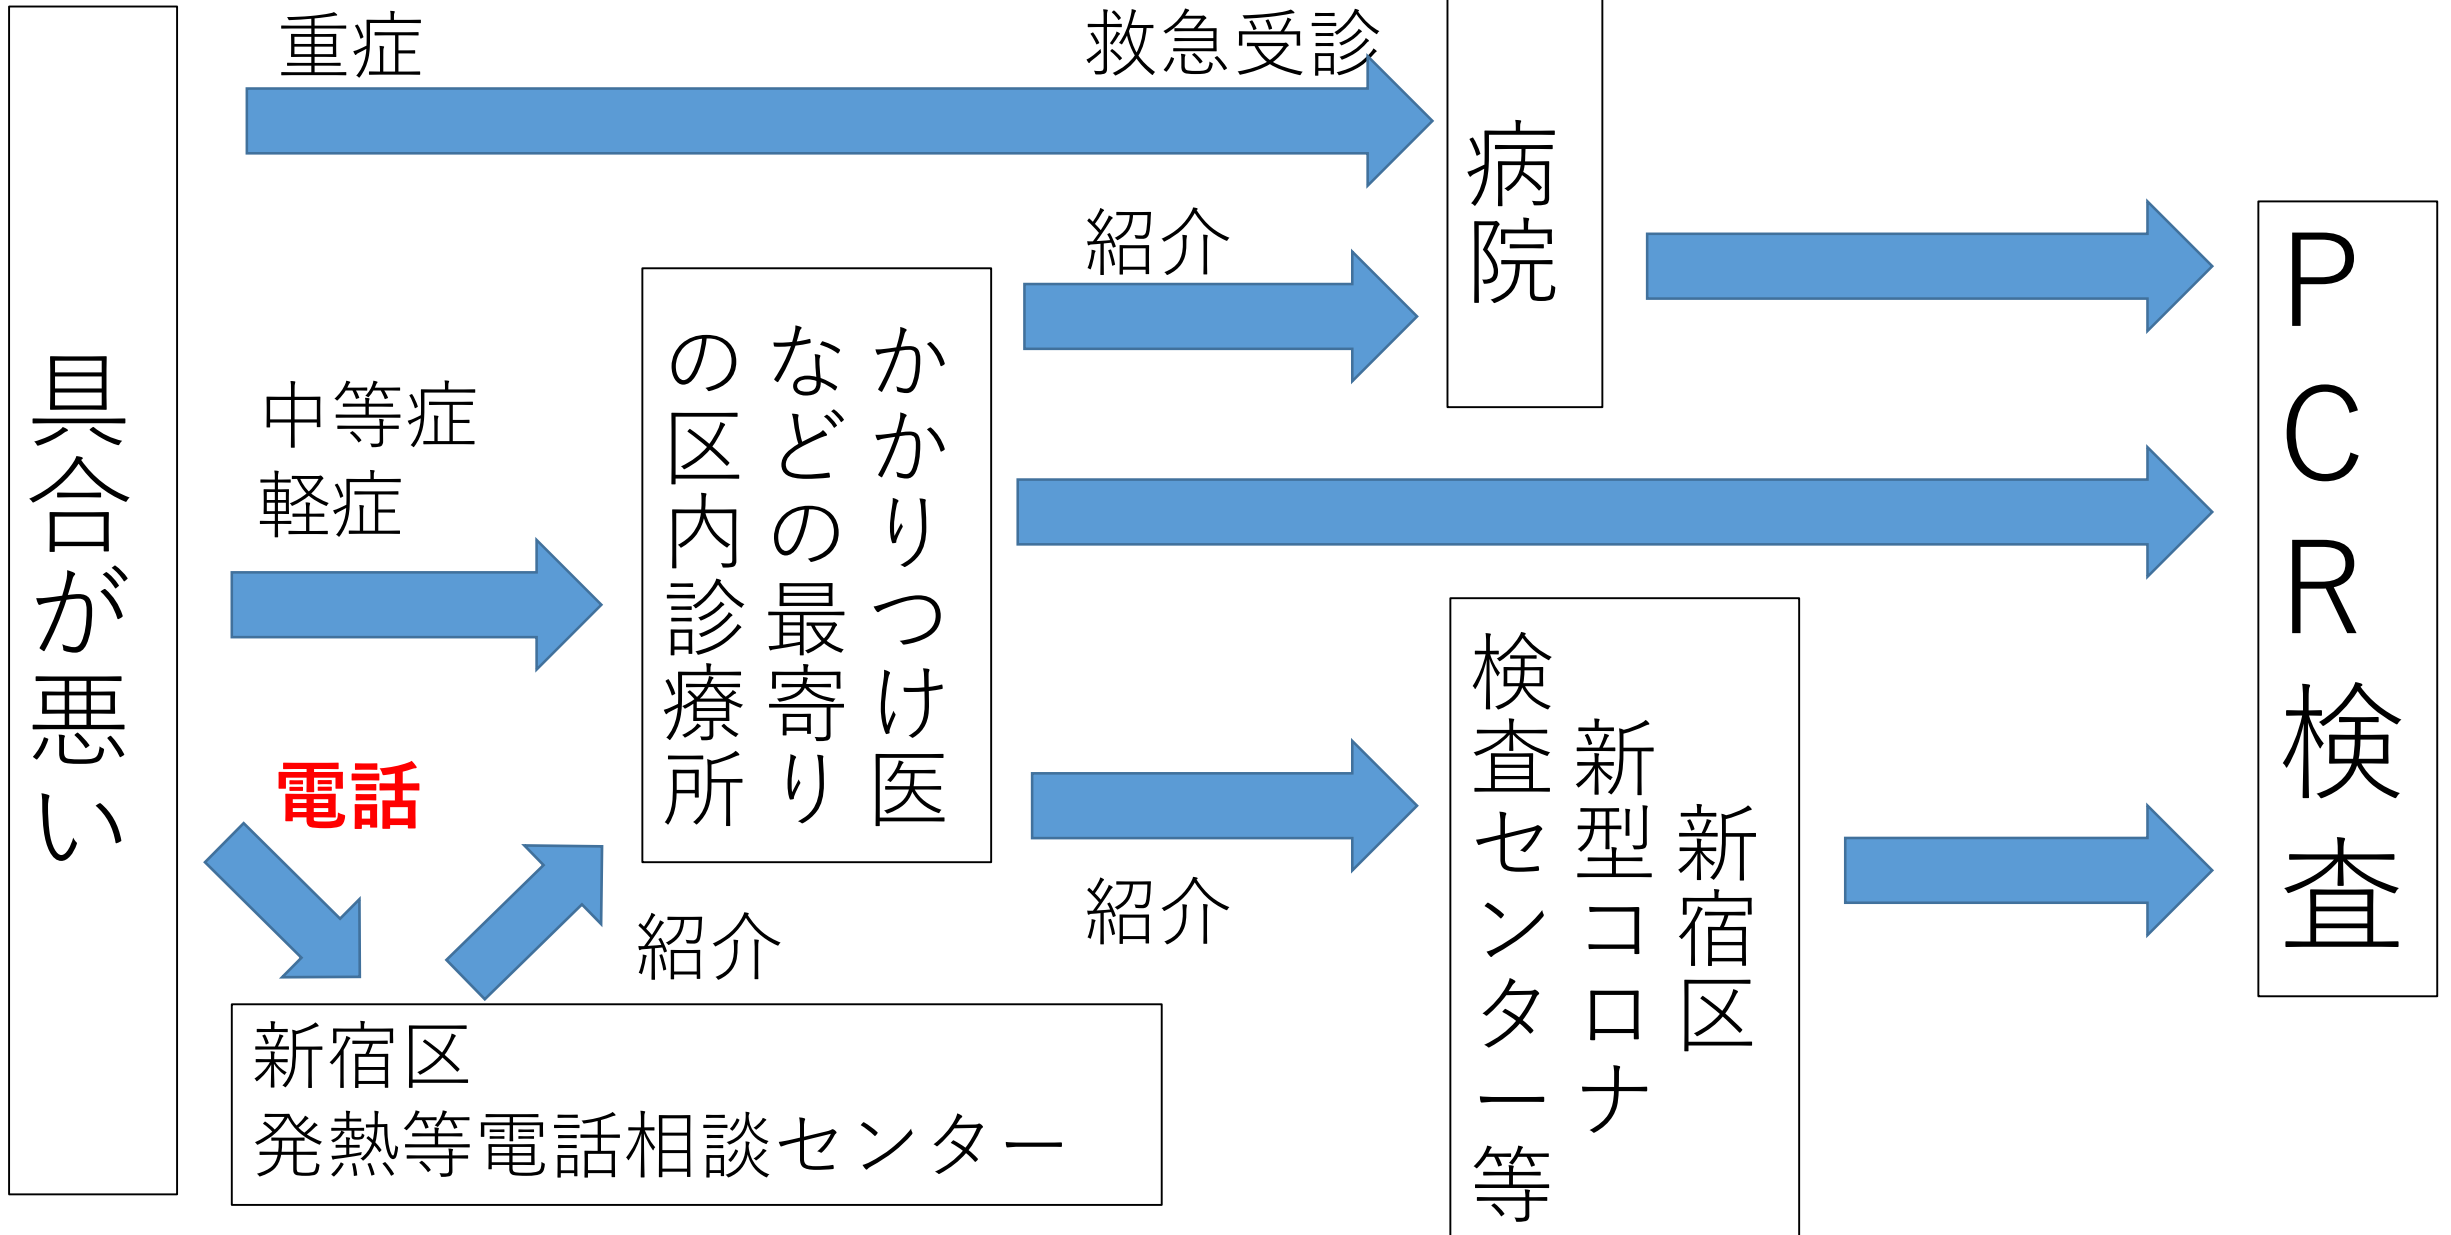 具合が悪い
重症
救急受診
中等症
軽症
電話
新宿区
発熱等電話相談センター
紹介
かかりつけ医
などの最寄り
の区内診療所
紹介
紹介
病院
新宿区
新型コロナ
検査センター等
PCR検査